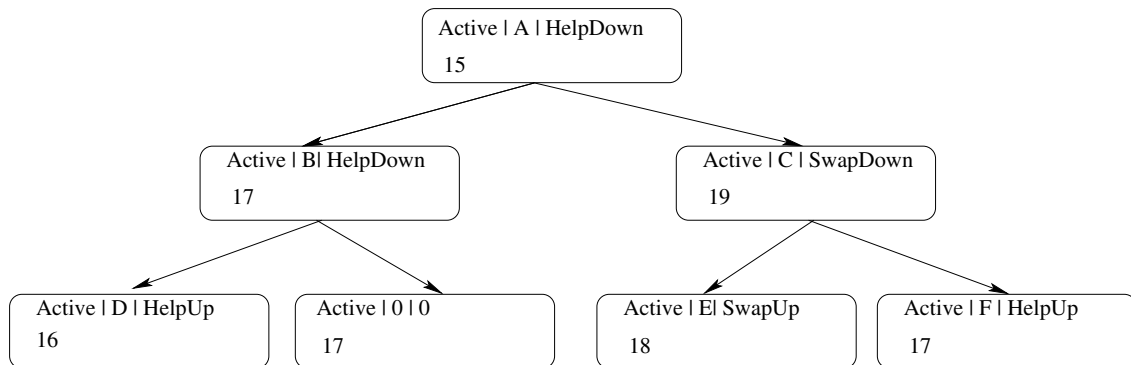 Active | A | HelpDown
15
Active | B| HelpDown
17
Active | C | SwapDown
19
Active | D | HelpUp
16
Active | 0 | 0
17
Active | E| SwapUp
18
Active | F | HelpUp
17